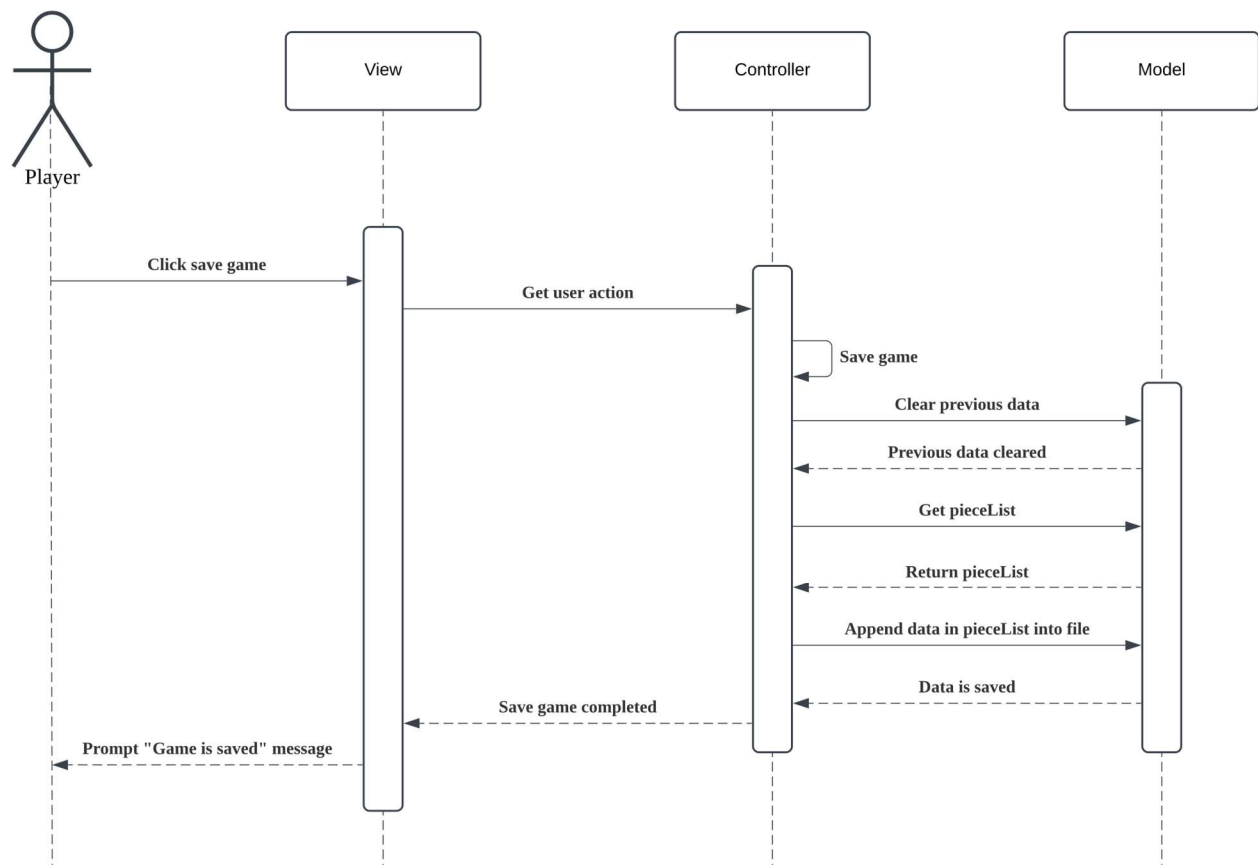 View
Controller
Model
Player
Click save game
Get user action
Save game
Clear previous data
Previous data cleared
Get pieceList
Return pieceList
Append data in pieceList into file
Data is saved
Save game completed
Prompt "Game is saved" message